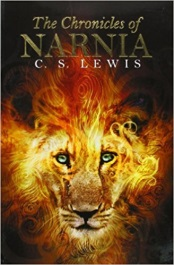 The Chronicles of
NARNIA
C. S. LEWIS